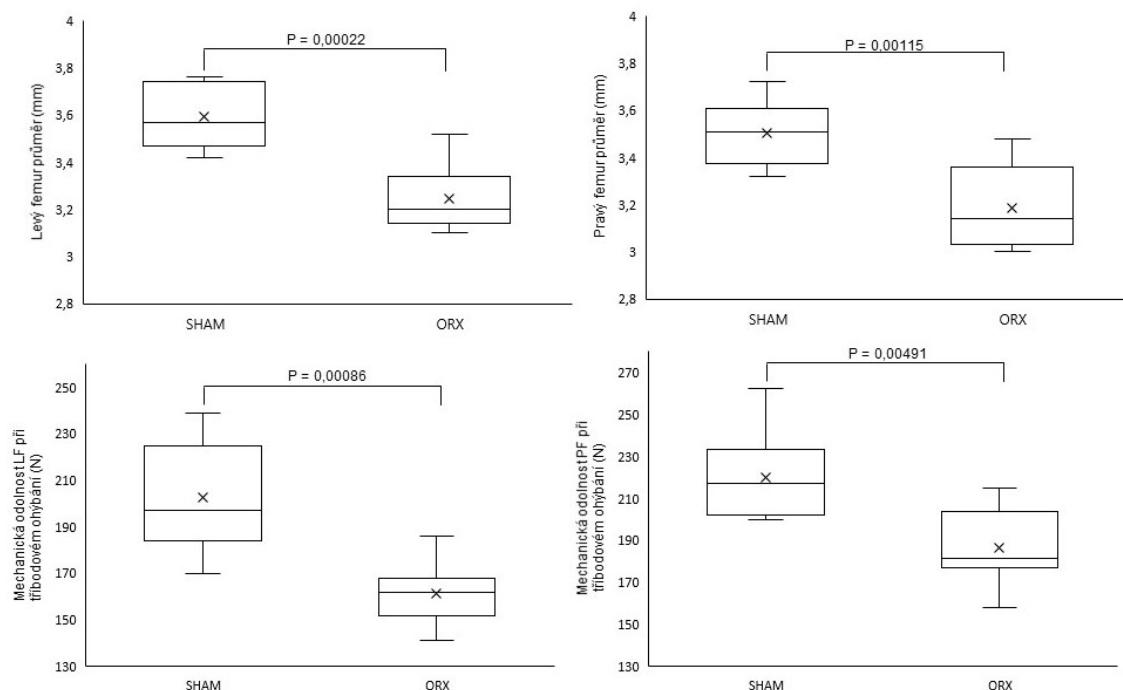 4
3,8
3,6
3,4
3,2
3
2,8
Levý femur průměr (mm)
P = 0,00022
SHAM
ORX
4
3,8
3,6
3,4
3,2
3
2,8
Pravý femur průměr (mm)
P = 0,00115
SHAM
ORX
250
230
210
190
170
150
130
Mechanická odolnost LF při
tříbodovém ohýbání (N)
P = 0,00086
SHAM
ORX
270
250
230
210
190
170
150
130
Mechanická odolnost PF při
tříbodovém ohýbání (N)
P = 0,00491
SHAM
ORX